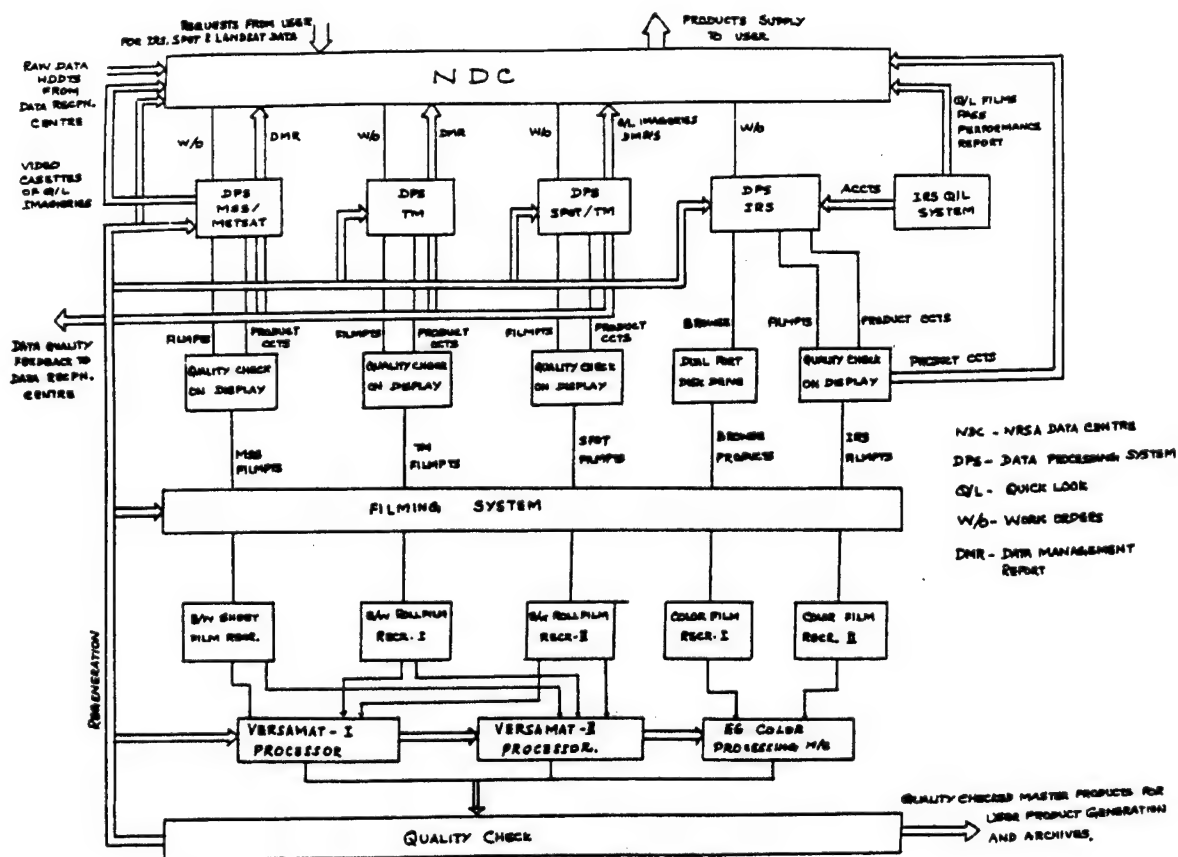 REQUESTS FROM USER
FOR IRS, SPOT & LANDSAT DATA
PRODUCTS SUPPLY
TO USER
RAW DATA
HDDTS
FROM
DATA RECPN.
CENTRE
NDC
Q/L FILMS
PASS
PERFORMANCE
REPORT
W/O
DMR
W/O
DMR
W/O
Q/L IMAGERIES
DMR/S
W/O
VIDEO
CASETTES
OF Q/L
IMAGERIES
DPS
MSS/
METSAT
DPS
TM
DPS
SPOT/TM
DPS
IRS
ACCTS
IRS Q/L
SYSTEM
DATA QUALITY
FEEDBACK TO
DATA RECPN.
CENTRE
FILMPTS
PRODUCT
CCTS
FILMPTS
PRODUCT
CCTS
FILMPTS
PRODUCT
CCTS
BROWSE
FILMPTS
PRODUCT CCTS
QUALITY CHECK
ON DISPLAY
QUALITY CHECK
ON DISPLAY
QUALITY CHECK
ON DISPLAY
DUAL PORT
DISK DRIVE
QUALITY CHECK
ON DISPLAY
PRODUCT CCTS
MSS
FILMPTS
TM
FILMPTS
SPOT
FILMPTS
BROWSE
PRODUCTS
IRS
FILMPTS
NDC - NRSA DATA CENTRE
DPS - DATA PROCESSING SYSTEM
Q/L - QUICK LOOK
W/O - WORK ORDERS
DMR - DATA MANAGEMENT
REPORT
FILMING SYSTEM
B/W SHEET
FILM RECR.
B/W ROLLFILM
RECR. I
B/W ROLLFILM
RECR-II
COLOR FILM
RECR. I
COLOR FILM
RECR. II
REGENERATION
VERSAMAT-I
PROCESSOR
VERSAMAT-II
PROCESSOR.
E6 COLOR
PROCESSING M/C
QUALITY CHECK
QUALITY CHECKED MASTER PRODUCTS FOR
USER PRODUCT GENERATION
AND ARCHIVES.